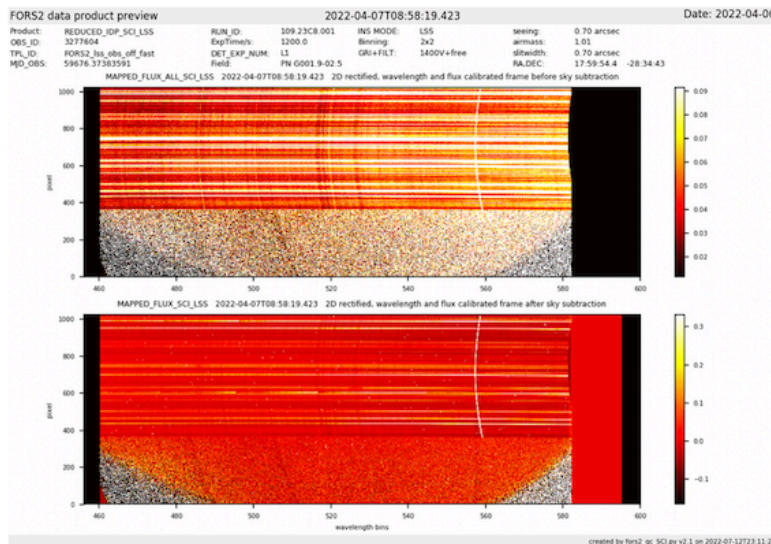 FORS2 data product preview 2022-04-07T08:58:19.423 Date: 2022-04-06
Product: REDUCED_IDP_SCI_LSS RUN_ID: 109.23C8.001 INS MODE: LSS seeing: 0.70 arcsec
OBS_ID: 3277604 ExpTime/s: 1200.0 Binning: 2x2 airmass: 1.01
TPL_ID: FORS2_lss_obs_off_fast DET_EXP_NUM: L1 GRI+FILT: 1400V+free slitwidth: 0.70 arcsec
MJD_OBS: 59676.37383591 Field: PN G001.9-02.5 RA,DEC: 17:59:54.4 -28:34:43
MAPPED_FLUX_ALL_SCI_LSS 2022-04-07T08:58:19.423 2D rectified, wavelength and flux calibrated frame before sky subtraction
1000
800
600
400
200
0
pixel
460 480 500 520 540 560 580 600
0.09
0.08
0.07
0.06
0.05
0.04
0.03
0.02
MAPPED_FLUX_SCI_LSS 2022-04-07T08:58:19.423 2D rectified, wavelength and flux calibrated frame after sky subtraction
1000
800
600
400
200
0
pixel
460 480 500 520 540 560 580 600
wavelength bins
0.3
0.2
0.1
0.0
−0.1
created by fors2_qc_SCI.py v2.1 on 2022-07-12T23:11:2